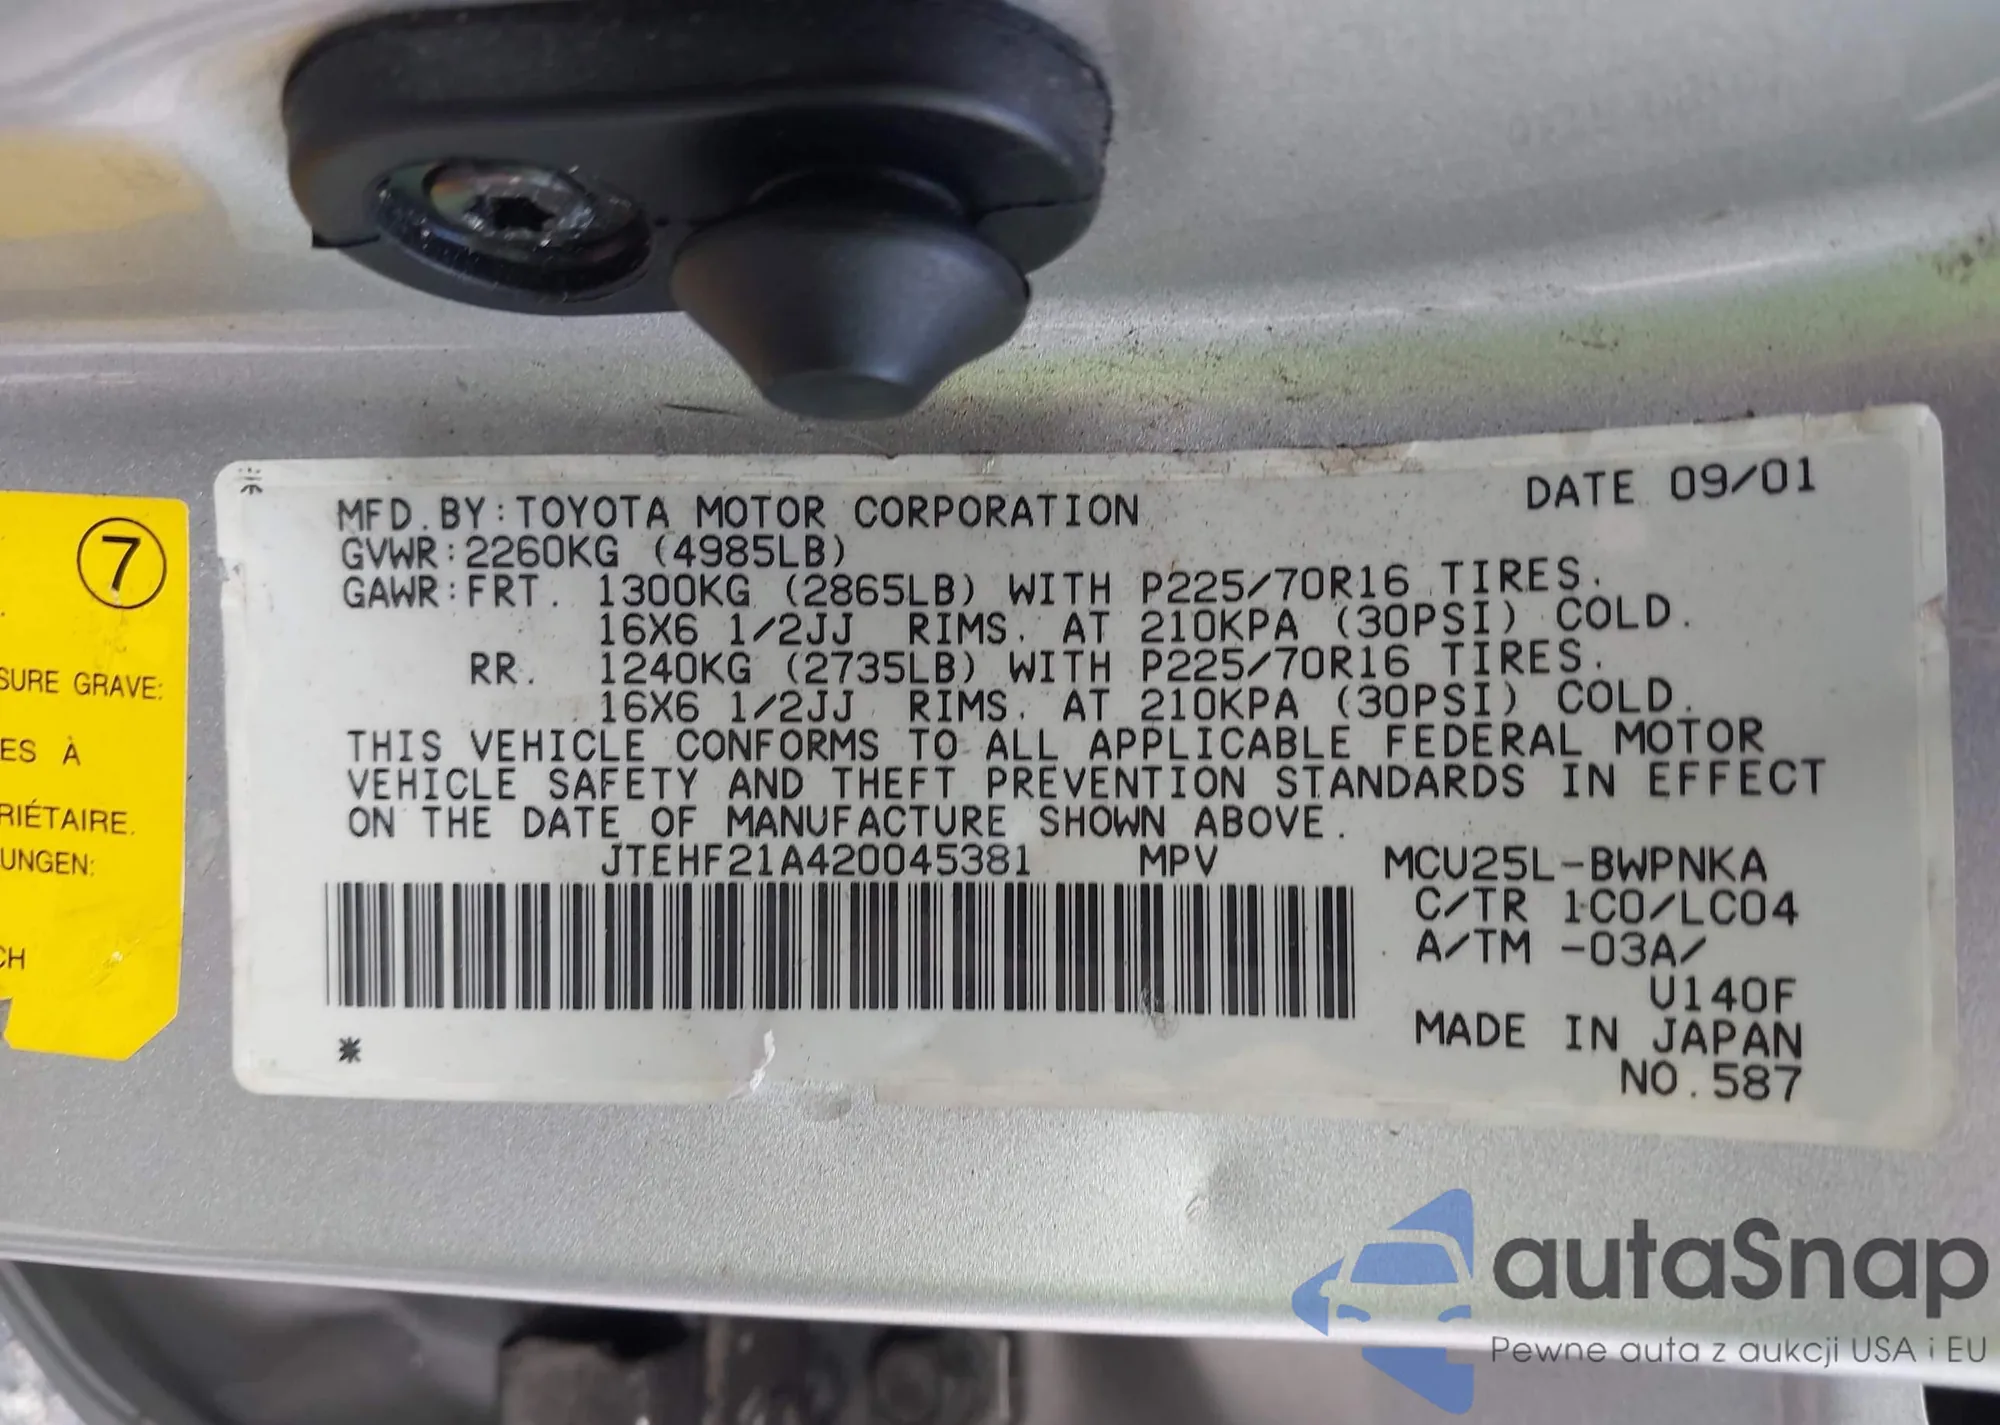 7
SURE GRAVE:
ES À
RIÉTAIRE.
UNGEN:
CH
DATE 09/01
MFD.BY:TOYOTA MOTOR CORPORATION
GVWR:2260KG (4985LB)
GAWR:FRT. 1300KG (2865LB) WITH P225/70R16 TIRES.
16X6 1/2JJ RIMS. AT 210KPA (30PSI) COLD.
RR. 1240KG (2735LB) WITH P225/70R16 TIRES.
16X6 1/2JJ RIMS. AT 210KPA (30PSI) COLD.
THIS VEHICLE CONFORMS TO ALL APPLICABLE FEDERAL MOTOR
VEHICLE SAFETY AND THEFT PREVENTION STANDARDS IN EFFECT
ON THE DATE OF MANUFACTURE SHOWN ABOVE.
JTEHF21A420045381 MPV MCU25L-BWPNKA
C/TR 1C0/LC04
A/TM -03A/
U140F
MADE IN JAPAN
NO.587
*
autaSnap
Pewne auta z aukcji USA i EU